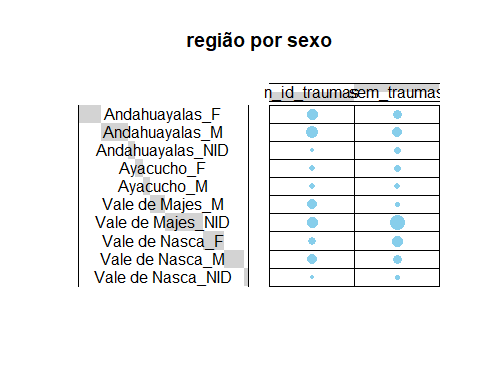 região por sexo
n_id_traumas sem_traumas
Andahuayalas_F
Andahuayalas_M
Andahuayalas_NID
Ayacucho_F
Ayacucho_M
Vale de Majes_M
Vale de Majes_NID
Vale de Nasca_F
Vale de Nasca_M
Vale de Nasca_NID